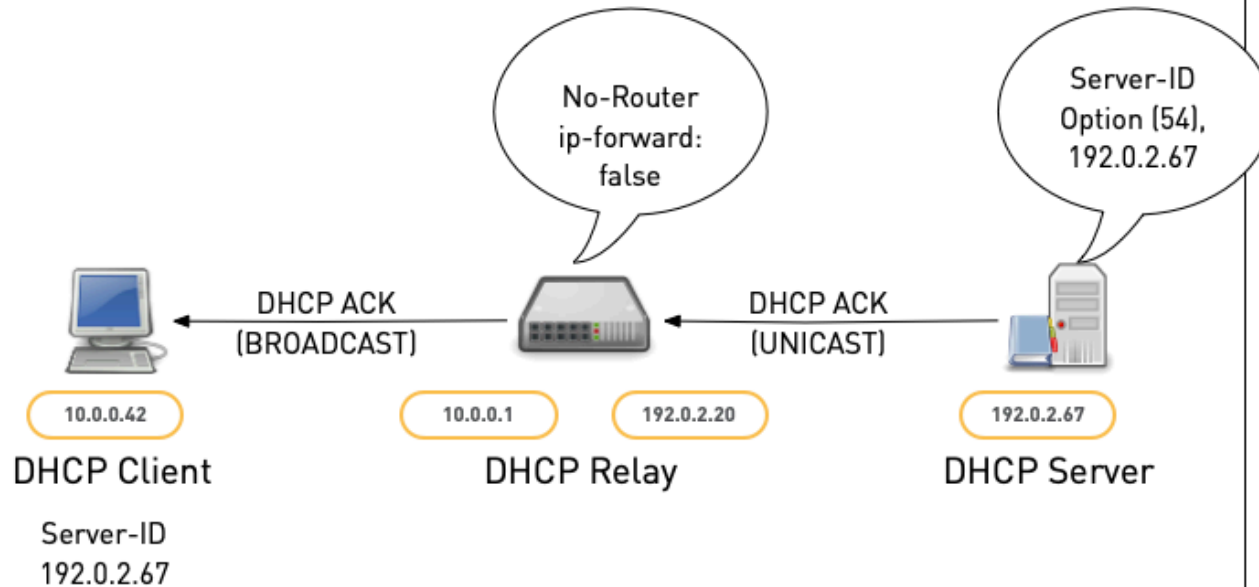 No-Router
ip-forward:
false
Server-ID
Option (54),
192.0.2.67
DHCP ACK
(BROADCAST)
DHCP ACK
(UNICAST)
10.0.0.42
10.0.0.1
192.0.2.20
192.0.2.67
DHCP Client
DHCP Relay
DHCP Server
Server-ID
192.0.2.67